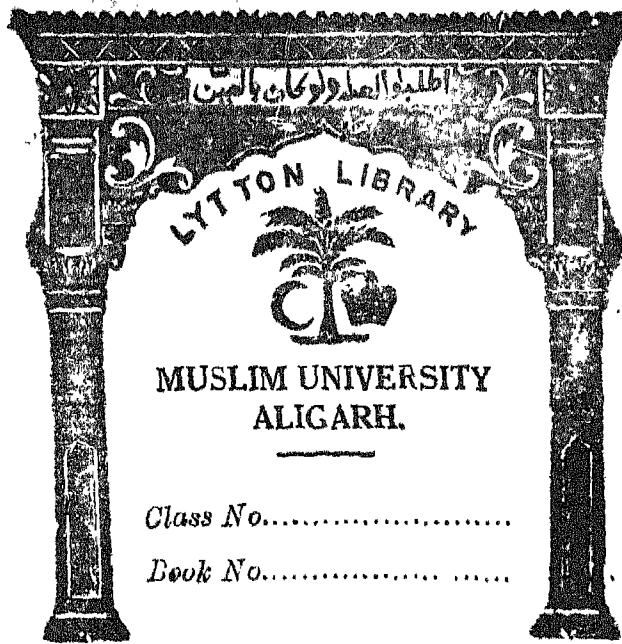 اطلبوا العلم ولو كان بالصين
LYTTON LIBRARY
MUSLIM UNIVERSITY
ALIGARH.
Class No..........................
Book No..........................